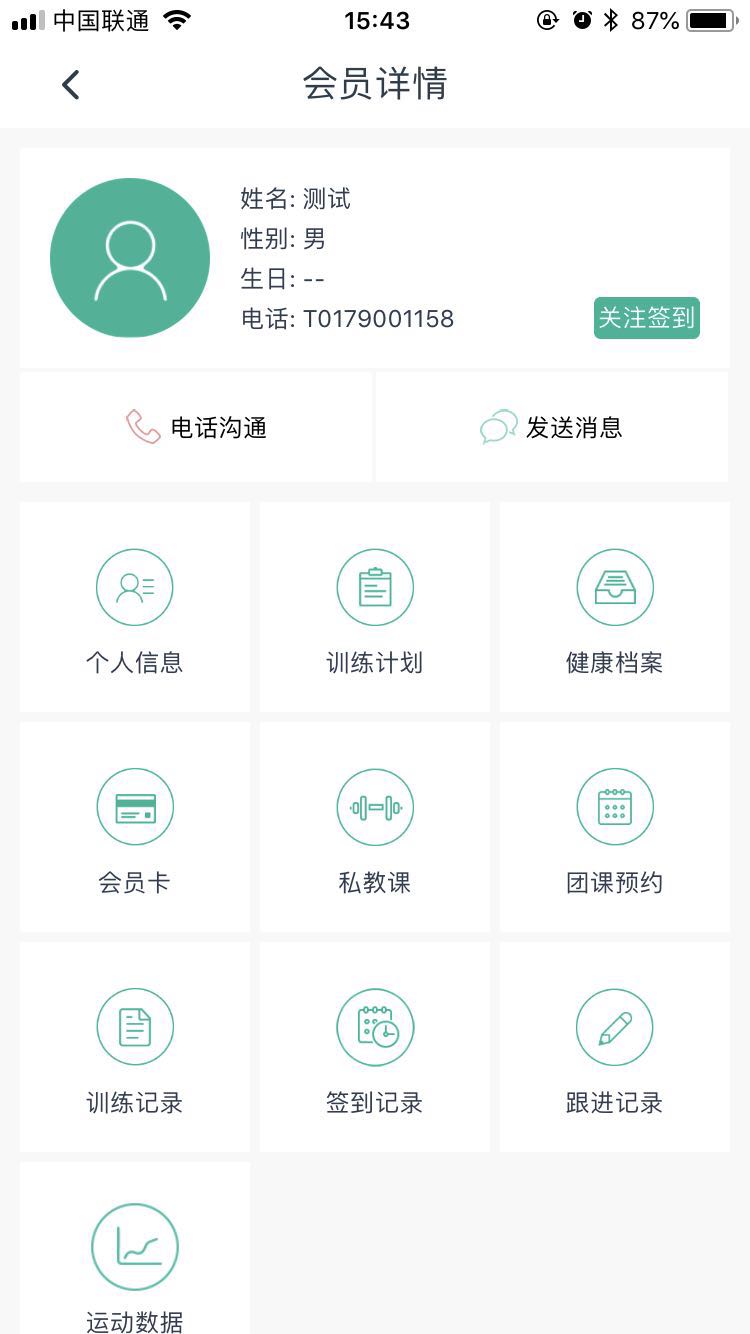 中国联通 15:43 87%
会员详情
姓名: 测试
性别: 男
生日: --
电话: T0179001158
关注签到
电话沟通 发送消息
个人信息 训练计划 健康档案
会员卡 私教课 团课预约
训练记录 签到记录 跟进记录
运动数据